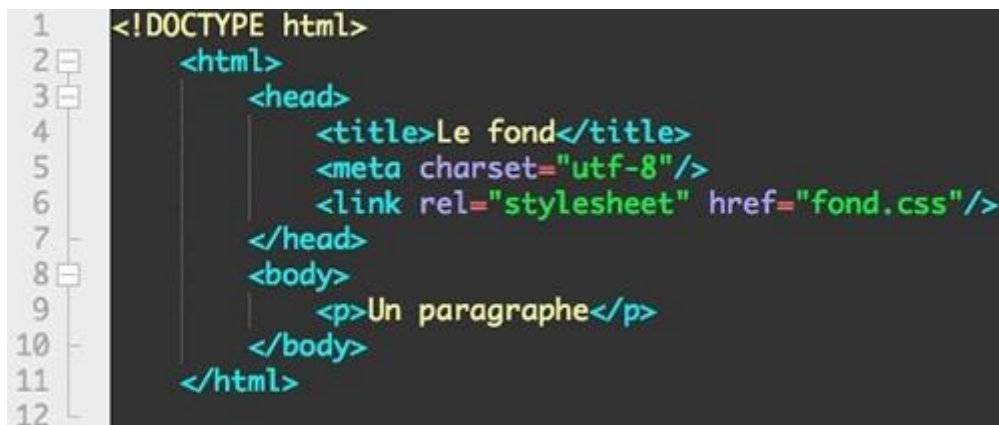 1 <!DOCTYPE html>
2 <html>
3 <head>
4 <title>Le fond</title>
5 <meta charset="utf-8"/>
6 <link rel="stylesheet" href="fond.css"/>
7 </head>
8 <body>
9 <p>Un paragraphe</p>
10 </body>
11 </html>
12